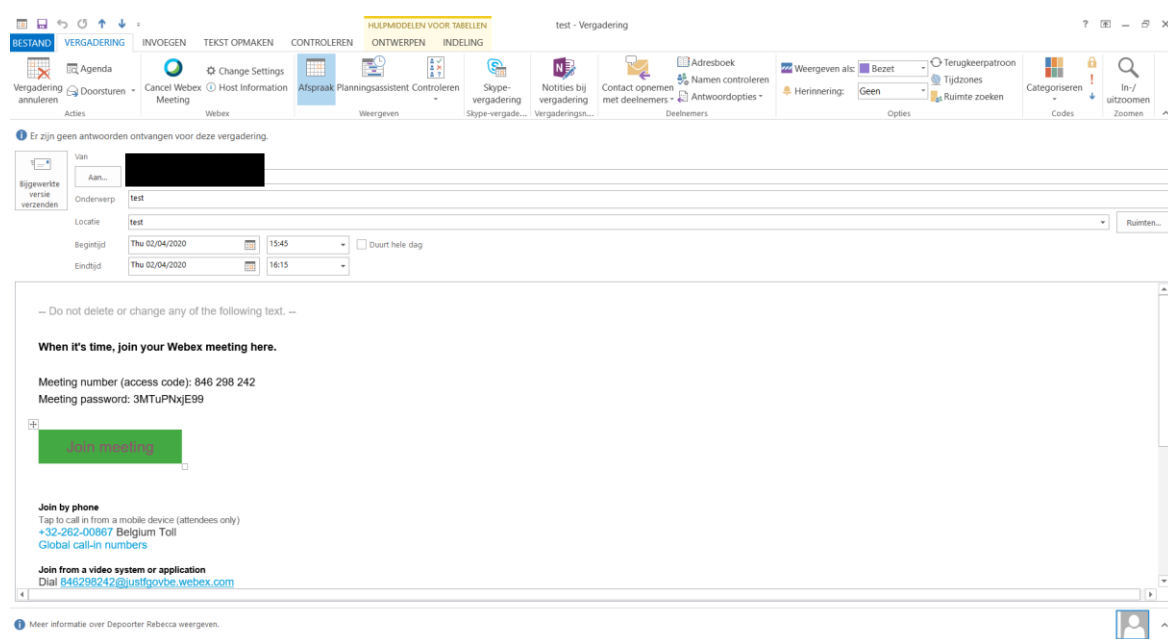 HULPMIDDELEN VOOR TABELLEN
test - Vergadering
BESTAND VERGADERING INVOEGEN TEKST OPMAKEN CONTROLEREN ONTWERPEN INDELING
Vergadering annuleren
Agenda
Doorsturen
Acties
Cancel Webex Meeting
Change Settings
Host Information
Webex
Afspraak
Planningsassistent
Controleren
Weergeven
Skype-vergadering
Skype-vergade...
Notities bij vergadering
Vergaderingsn...
Contact opnemen met deelnemers
Adresboek
Namen controleren
Antwoordopties
Deelnemers
Weergeven als: Bezet
Herinnering: Geen
Terugkeerpatroon
Tijdzones
Ruimte zoeken
Opties
Categoriseren
Codes
In-/uitzoomen
Zoomen
Er zijn geen antwoorden ontvangen voor deze vergadering.
Bijgewerkte
versie
verzenden
Van
Aan...
Onderwerp test
Locatie test
Ruimten...
Begintijd Thu 02/04/2020 15:45 Duurt hele dag
Eindtijd Thu 02/04/2020 16:15
-- Do not delete or change any of the following text. --
When it's time, join your Webex meeting here.
Meeting number (access code): 846 298 242
Meeting password: 3MTuPNxjE99
Join meeting
Join by phone
Tap to call in from a mobile device (attendees only)
+32-262-00867 Belgium Toll
Global call-in numbers
Join from a video system or application
Dial 846298242@justfgovbe.webex.com
Meer informatie over Depoorter Rebecca weergeven.